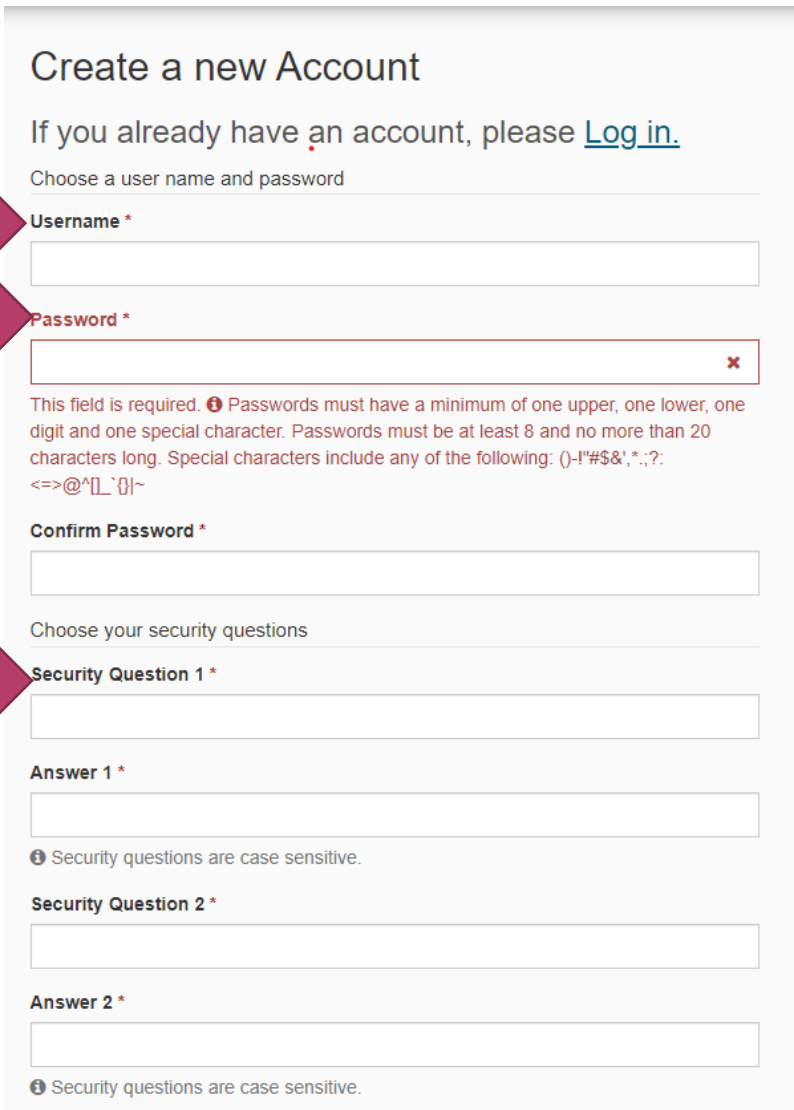 Create a new Account
If you already have an account, please Log in.
Choose a user name and password
Username *
Password *
This field is required. Passwords must have a minimum of one upper, one lower, one
digit and one special character. Passwords must be at least 8 and no more than 20
characters long. Special characters include any of the following: ()-!"#$&',*.;?:
<=>@^[]_`{}|~
Confirm Password *
Choose your security questions
Security Question 1 *
Answer 1 *
Security questions are case sensitive.
Security Question 2 *
Answer 2 *
Security questions are case sensitive.